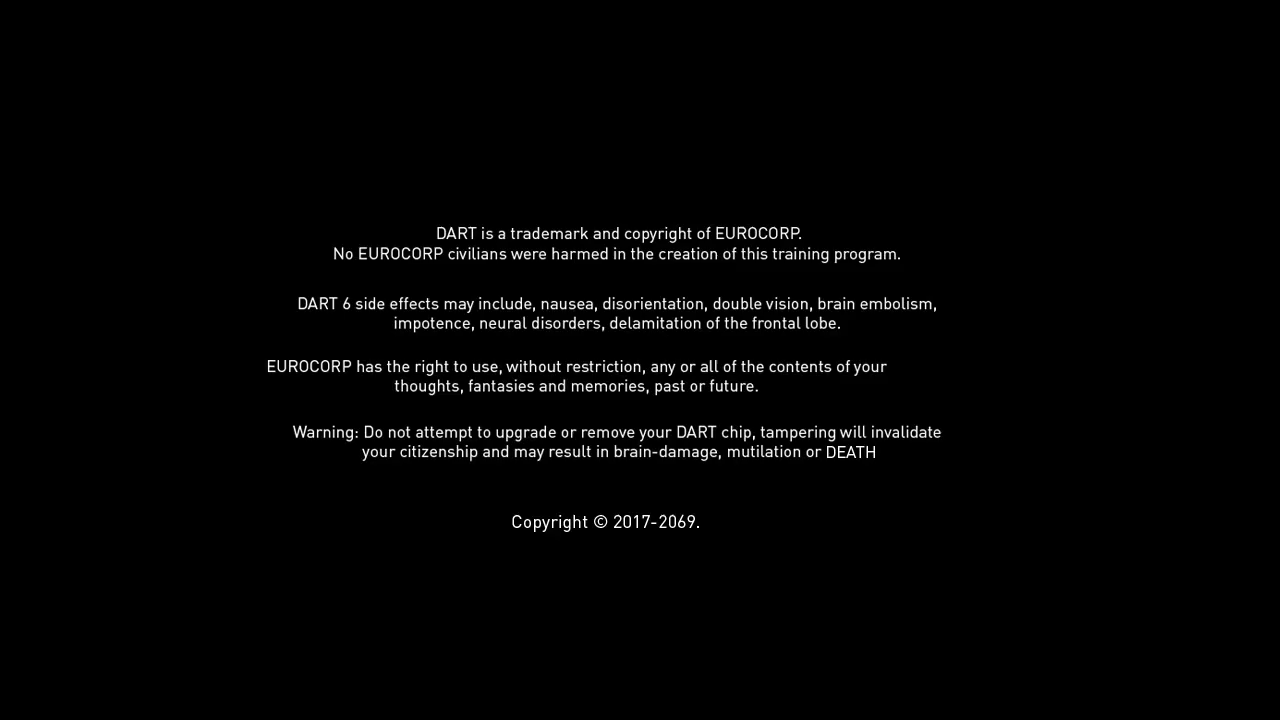 DART is a trademark and copyright of EUROCORP.
No EUROCORP civilians were harmed in the creation of this training program.
DART 6 side effects may include, nausea, disorientation, double vision, brain embolism,
impotence, neural disorders, delamitation of the frontal lobe.
EUROCORP has the right to use, without restriction, any or all of the contents of your
thoughts, fantasies and memories, past or future.
Warning: Do not attempt to upgrade or remove your DART chip, tampering will invalidate
your citizenship and may result in brain-damage, mutilation or DEATH
Copyright © 2017-2069.